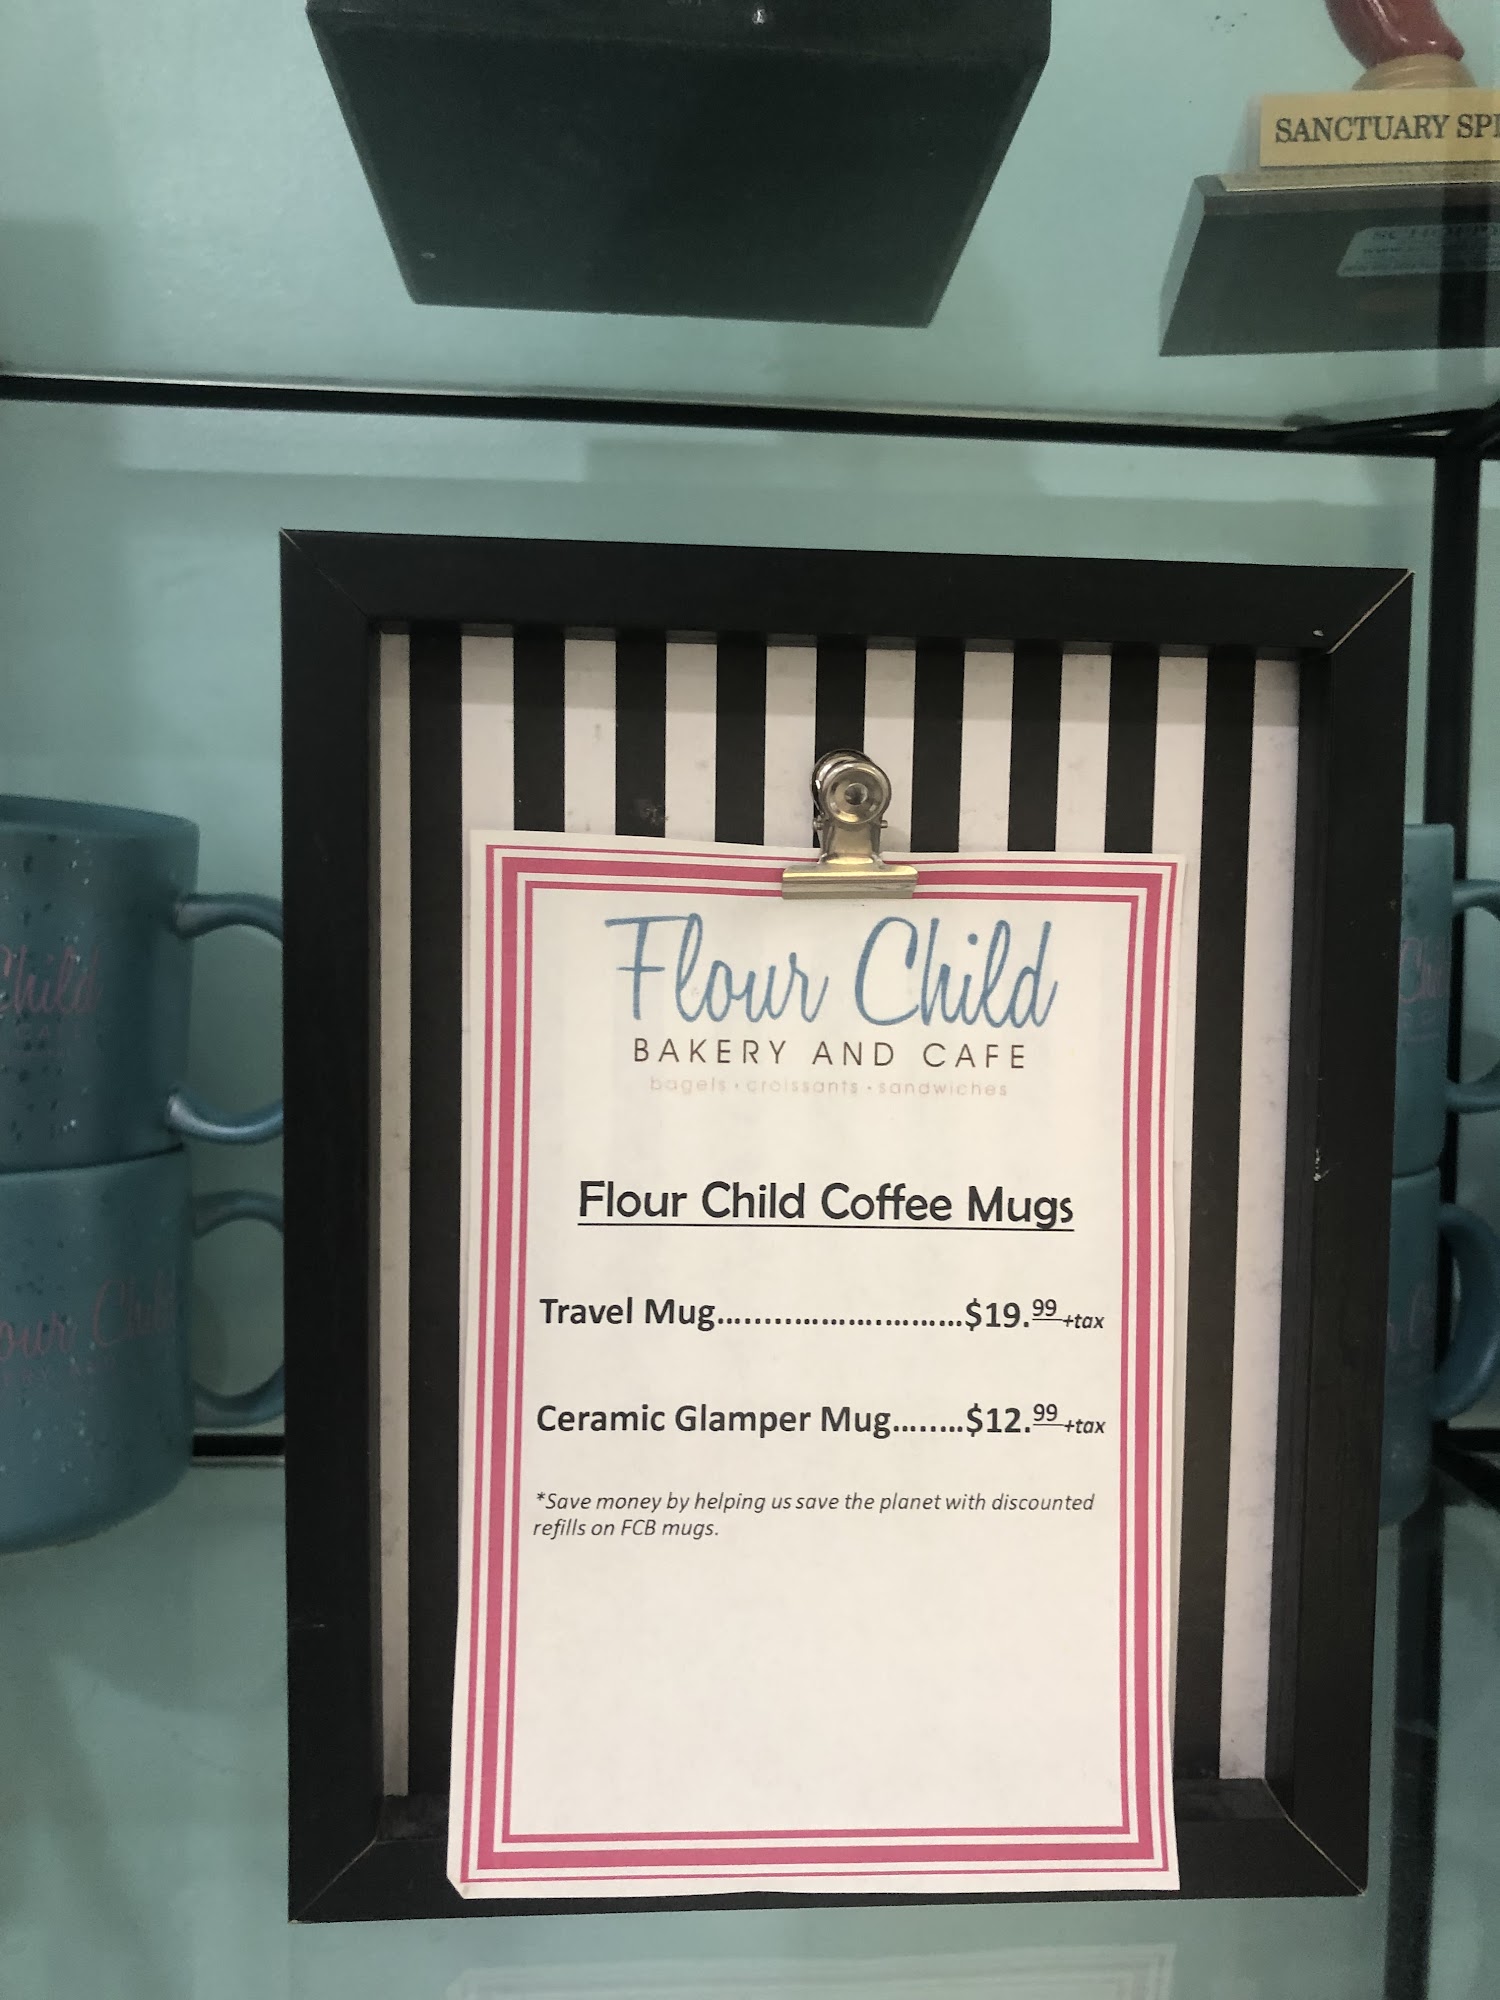 SANCTUARY
Flour Child
BAKERY AND CAFE
bagels • croissants • sandwiches
Flour Child Coffee Mugs
Travel Mug..............................$19.99 +tax
Ceramic Glamper Mug........$12.99 +tax
*Save money by helping us save the planet with discounted
refills on FCB mugs.
Child
Child